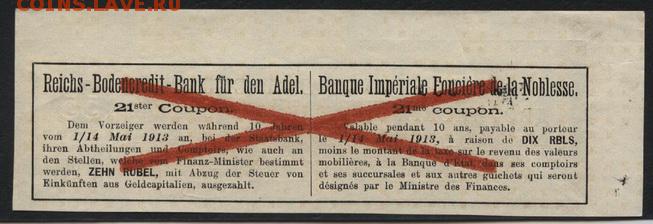 COINS.LAVE.RU
Reichs-Bodencredit-Bank für den Adel.
21ster Coupon.
Dem Vorzeiger werden während 10 Jahren
vom 1/14 Mai 1913 an, bei der Staatsbank,
ihren Abtheilungen und Comptoirs, wie auch an
den Stellen, welche vom Finanz-Minister bestimmt
werden, ZEHN RUBEL, mit Abzug der Steuer von
Einkünften aus Geldcapitalien, ausgezahlt.
Banque Impériale Foncière de la Noblesse.
21me coupon.
Valable pendant 10 ans, payable au porteur
le 1/14 Mai 1913, à raison de DIX RBLS,
moins le montant de la taxe sur le revenu des valeurs
mobilières, à la Banque d'Etat, dans ses comptoirs
et ses succursales et aux autres guichets qui seront
désignés par le Ministre des Finances.